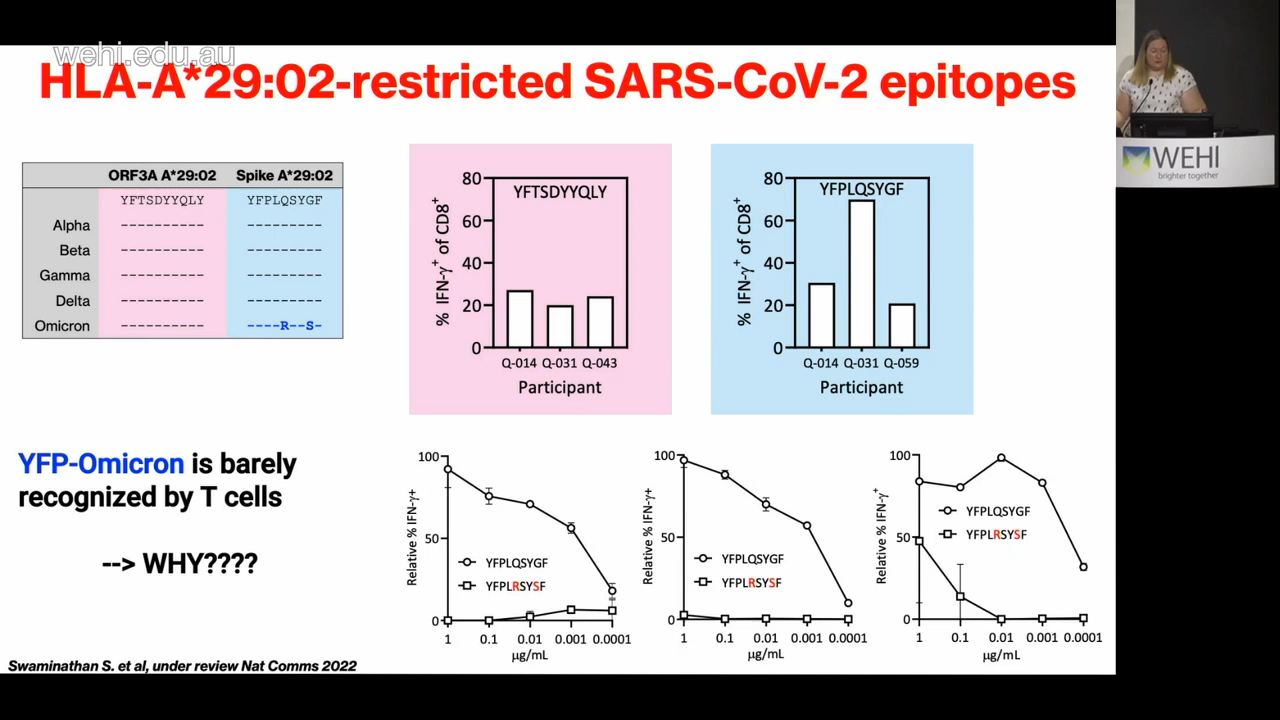 wehi.edu.au
HLA-A*29:02-restricted SARS-CoV-2 epitopes
WEHI
brighter together
ORF3A A*29:02 Spike A*29:02
YFTSDYYQLY YFPLQSYGF
Alpha ---------- ---------
Beta ---------- ---------
Gamma ---------- ---------
Delta ---------- ---------
Omicron ---------- ----R--S-
% IFN-γ+ of CD8+
80
60
40
20
0
YFTSDYYQLY
Q-014 Q-031 Q-043
Participant
% IFN-γ+ of CD8+
80
60
40
20
0
YFPLQSYGF
Q-014 Q-031 Q-059
Participant
YFP-Omicron is barely
recognized by T cells
--> WHY????
Relative % IFN-γ+
100
50
0
YFPLQSYGF
YFPLRSYSF
1 0.1 0.01 0.001 0.0001
µg/mL
Relative % IFN-γ+
100
50
0
YFPLQSYGF
YFPLRSYSF
1 0.1 0.01 0.001 0.0001
µg/mL
Relative % IFN-γ+
100
50
0
YFPLQSYGF
YFPLRSYSF
1 0.1 0.01 0.001 0.0001
µg/mL
Swaminathan S. et al, under review Nat Comms 2022